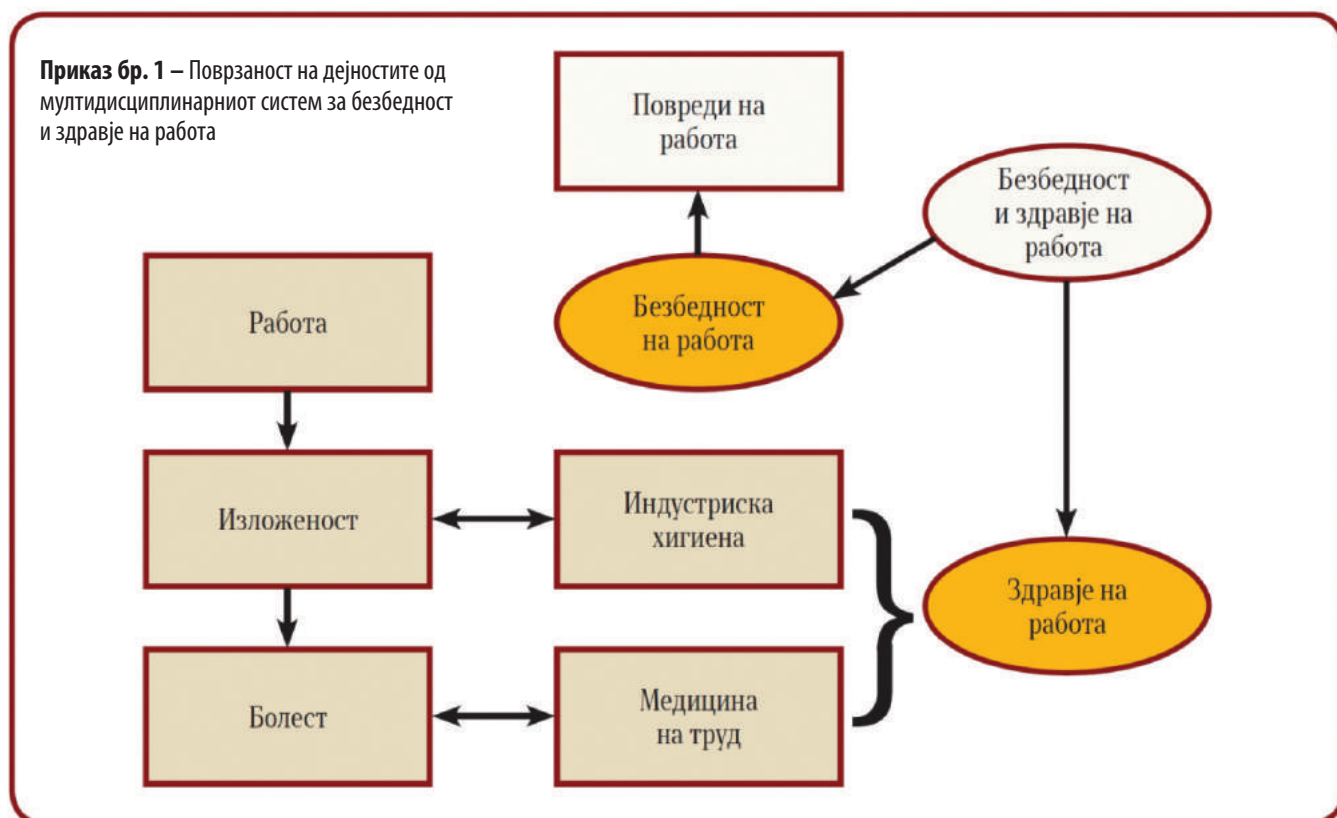 Приказ бр. 1 – Поврзаност на дејностите од
мултидисциплинарниот систем за безбедност
и здравје на работа
Повреди на
работа
Безбедност
и здравје на
работа
Безбедност
на работа
Работа
Изложеност
Индустриска
хигиена
Здравје на
работа
Болест
Медицина
на труд